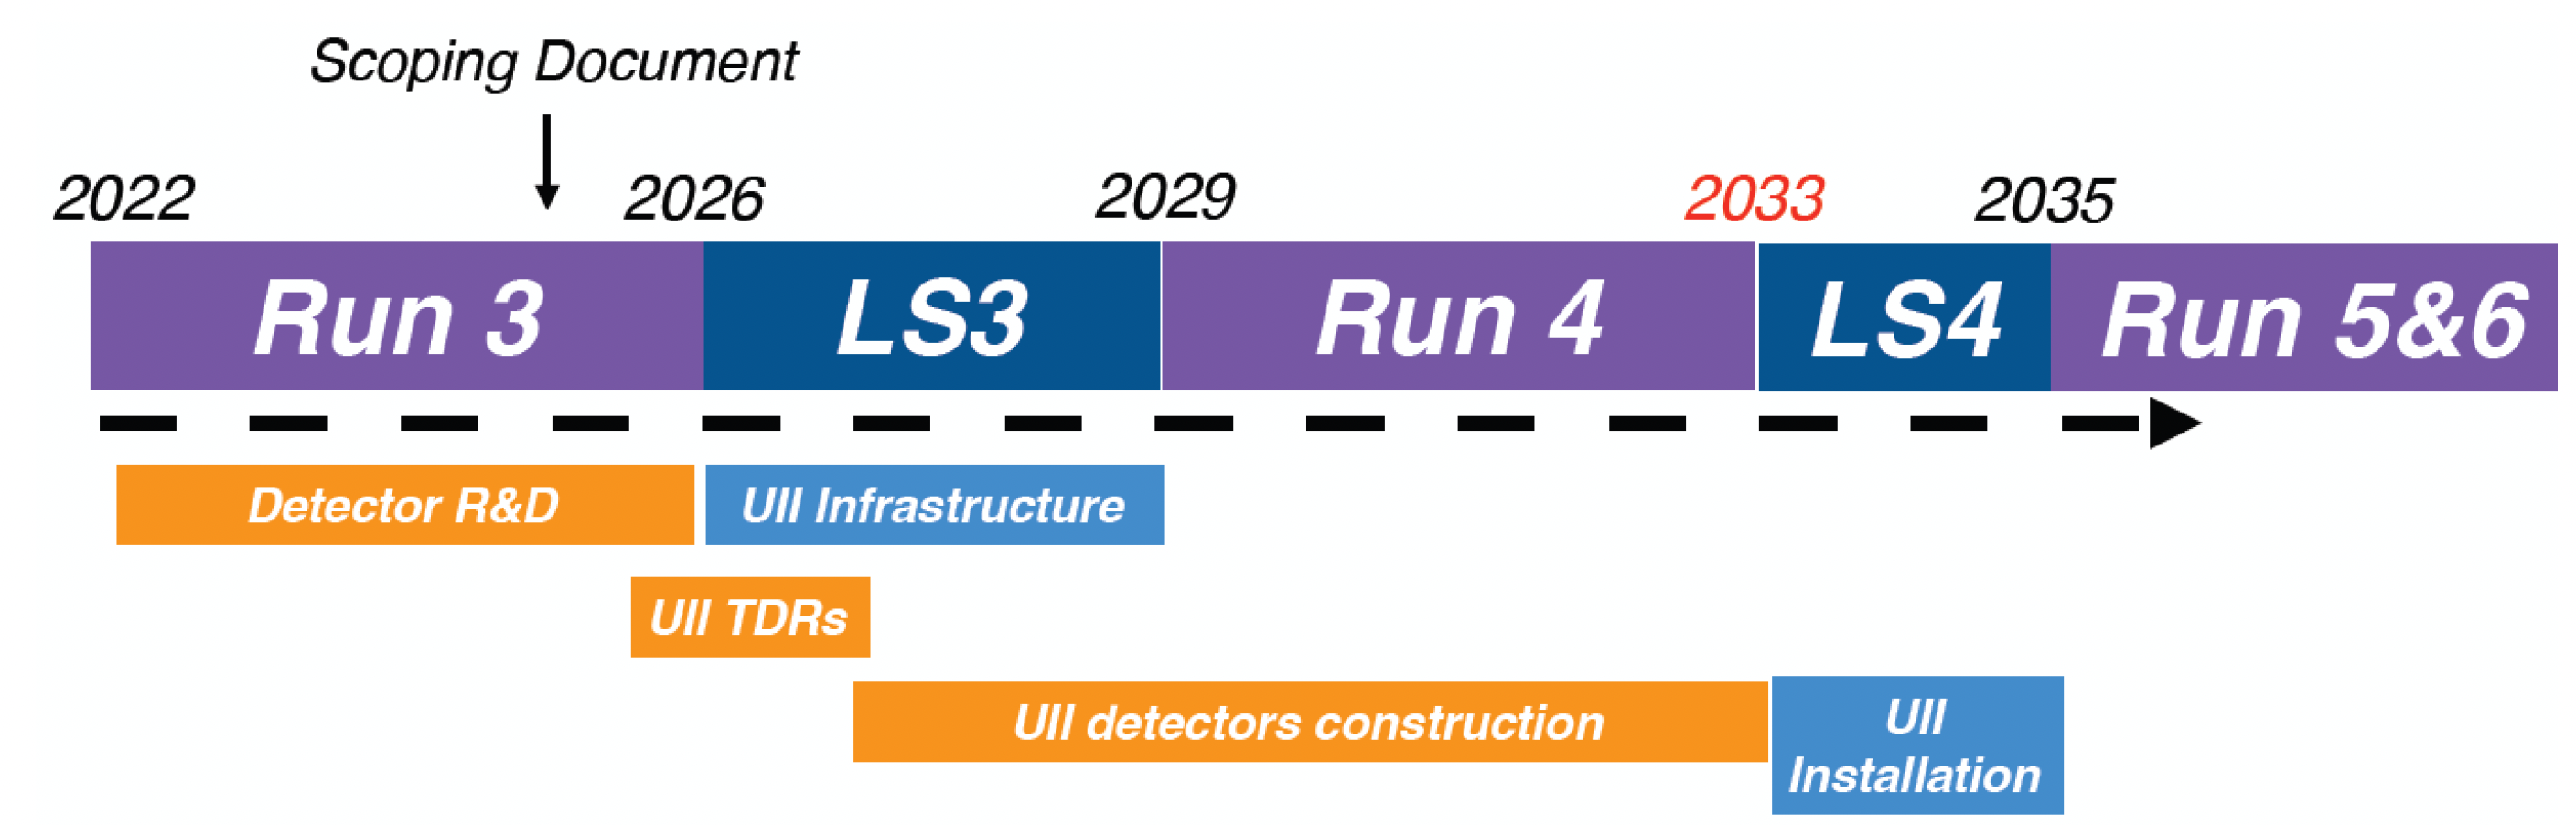 Scoping Document
2022
2026
2029
2033
2035
Run 3
LS3
Run 4
LS4
Run 5&6
Detector R&D
UII Infrastructure
UII TDRs
UII detectors construction
UII
Installation